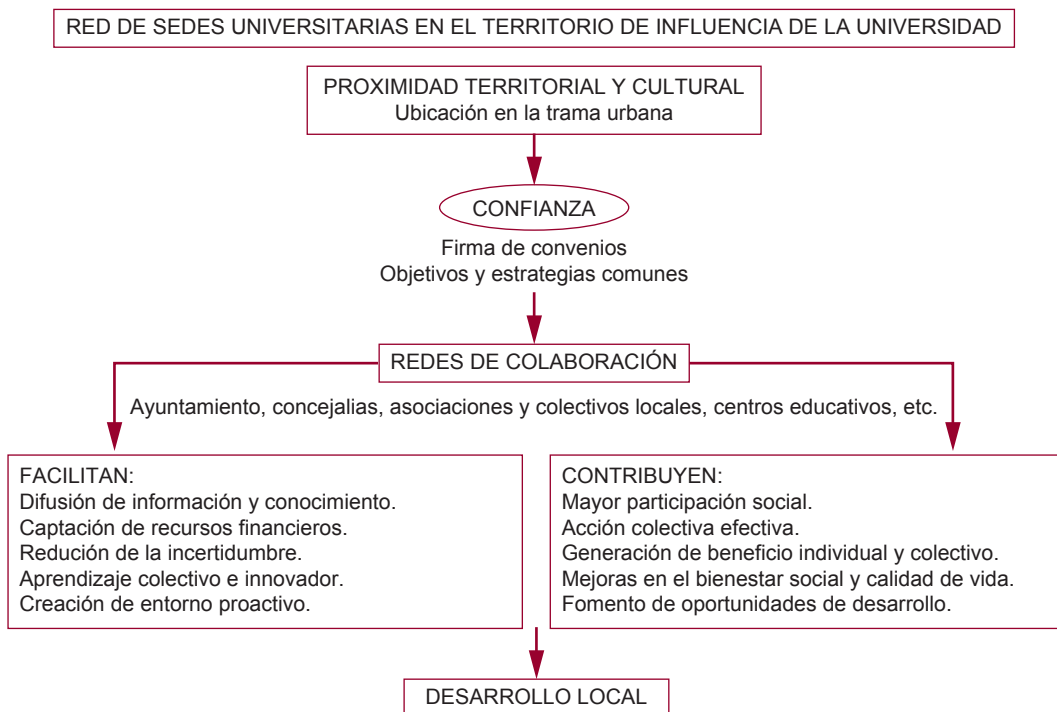 RED DE SEDES UNIVERSITARIAS EN EL TERRITORIO DE INFLUENCIA DE LA UNIVERSIDAD
PROXIMIDAD TERRITORIAL Y CULTURAL
Ubicación en la trama urbana
CONFIANZA
Firma de convenios
Objetivos y estrategias comunes
REDES DE COLABORACIÓN
Ayuntamiento, concejalias, asociaciones y colectivos locales, centros educativos, etc.
FACILITAN:
Difusión de información y conocimiento.
Captación de recursos financieros.
Redución de la incertidumbre.
Aprendizaje colectivo e innovador.
Creación de entorno proactivo.
CONTRIBUYEN:
Mayor participación social.
Acción colectiva efectiva.
Generación de beneficio individual y colectivo.
Mejoras en el bienestar social y calidad de vida.
Fomento de oportunidades de desarrollo.
DESARROLLO LOCAL